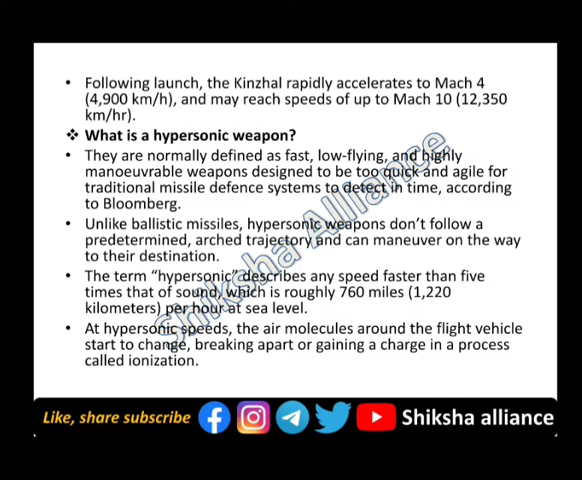 • Following launch, the Kinzhal rapidly accelerates to Mach 4
(4,900 km/h), and may reach speeds of up to Mach 10 (12,350
km/hr).
❖ What is a hypersonic weapon?
• They are normally defined as fast, low-flying, and highly
manoeuvrable weapons designed to be too quick and agile for
traditional missile defence systems to detect in time, according
to Bloomberg.
• Unlike ballistic missiles, hypersonic weapons don't follow a
predetermined, arched trajectory and can maneuver on the way
to their destination.
• The term "hypersonic" describes any speed faster than five
times that of sound, which is roughly 760 miles (1,220
kilometers) per hour at sea level.
• At hypersonic speeds, the air molecules around the flight vehicle
start to change, breaking apart or gaining a charge in a process
called ionization.
Shiksha Alliance
Like, share subscribe Shiksha alliance